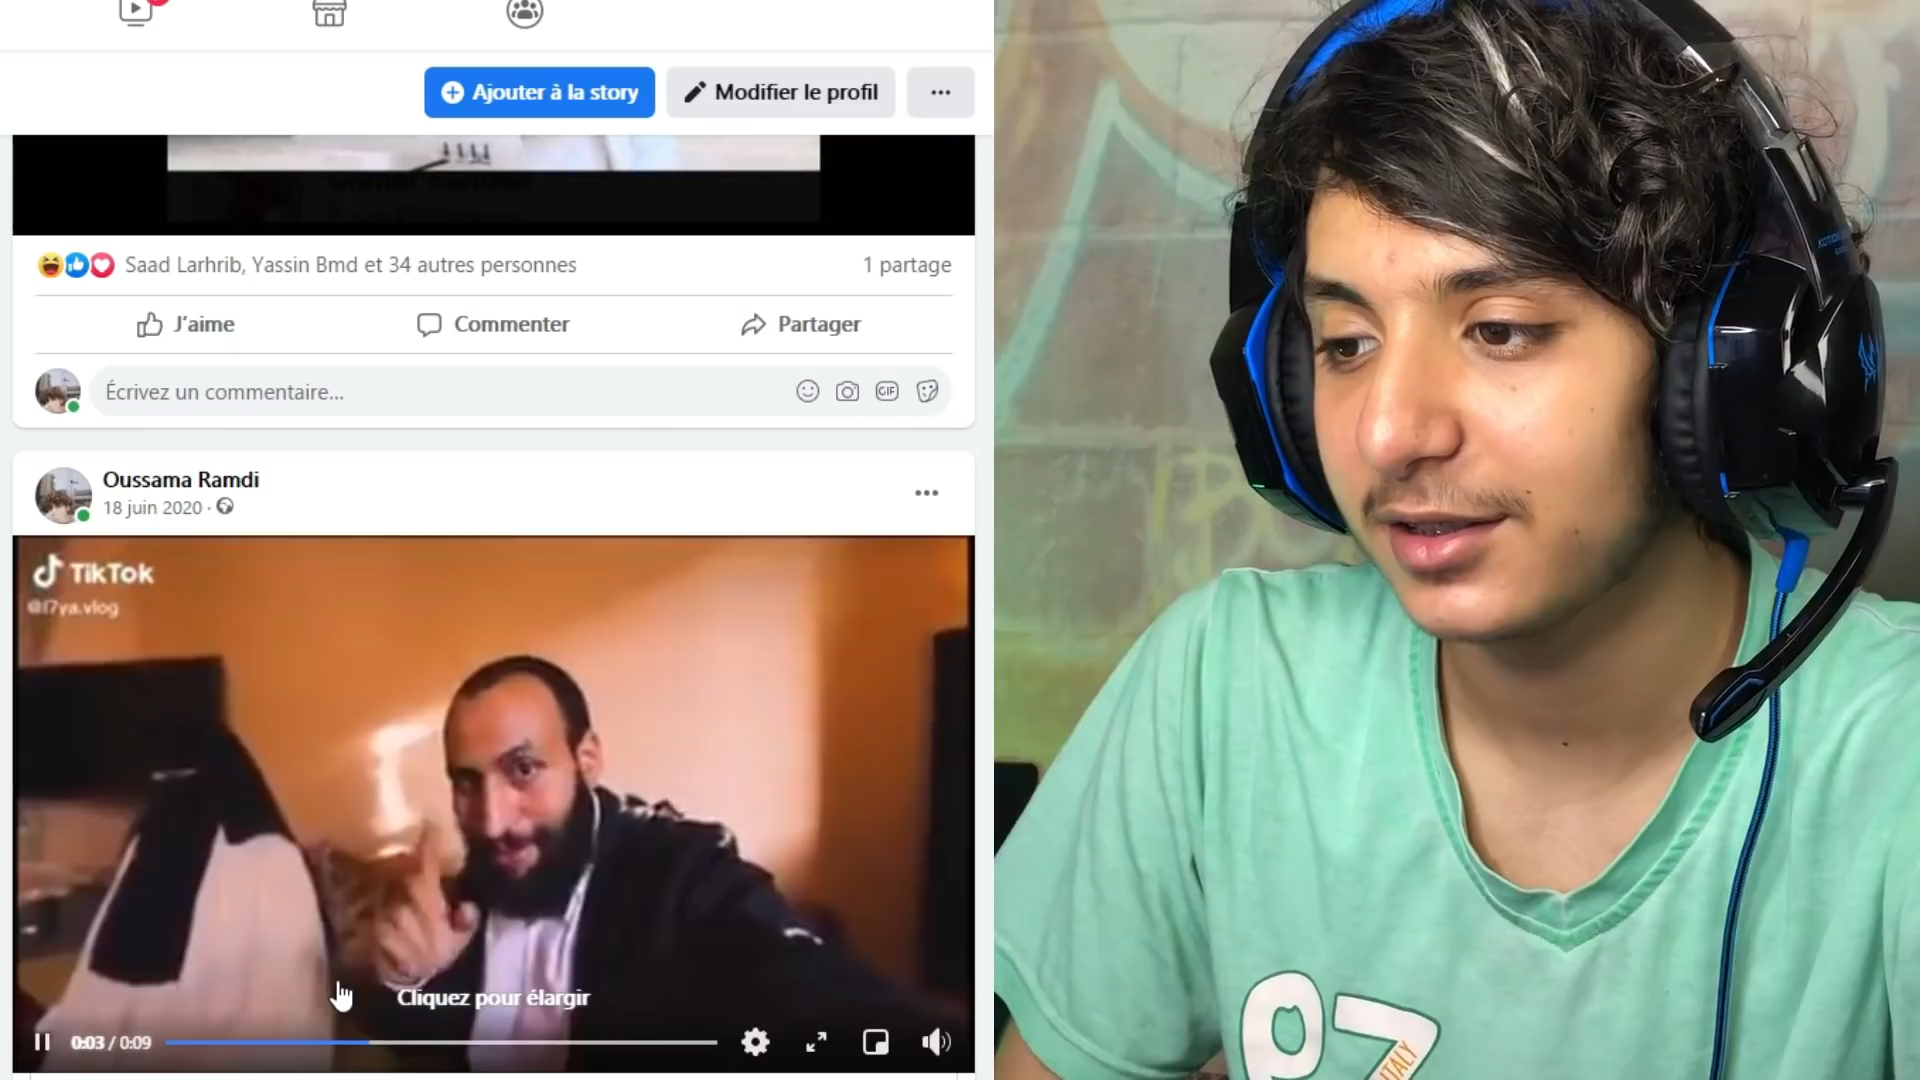 Ajouter à la story
Modifier le profil
Saad Larhrib, Yassin Bmd et 34 autres personnes
1 partage
J'aime
Commenter
Partager
Écrivez un commentaire...
GIF
Oussama Ramdi
18 juin 2020
TikTok
@l7ya.vlog
Cliquez pour élargir
0:03 / 0:09
97
ITALY